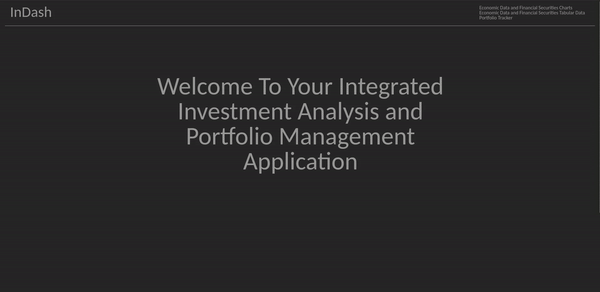 InDash
Economic Data and Financial Securities Charts
Economic Data and Financial Securities Tabular Data
Portfolio Tracker
Welcome To Your Integrated
Investment Analysis and
Portfolio Management
Application